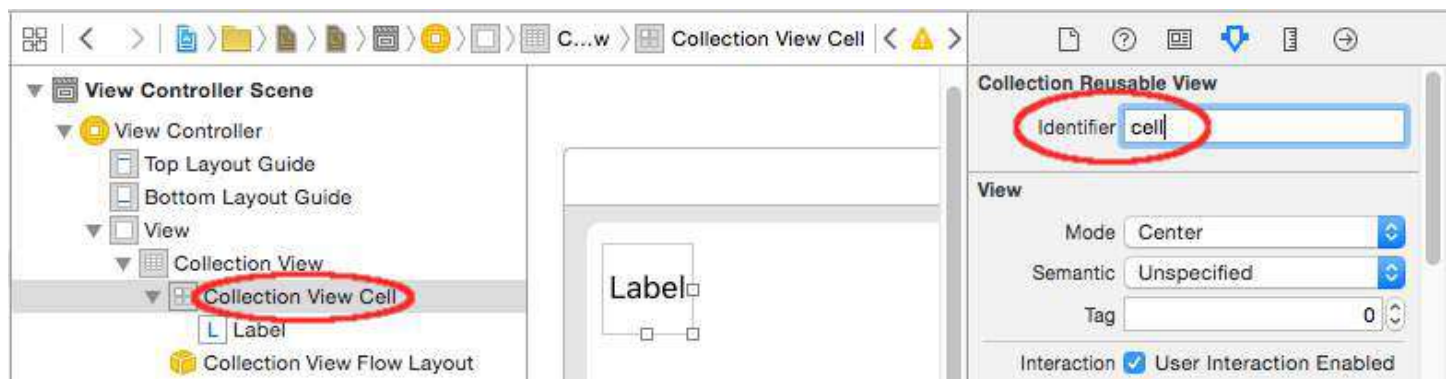 C...w
Collection View Cell
View Controller Scene
View Controller
Top Layout Guide
Bottom Layout Guide
View
Collection View
Collection View Cell
L Label
Collection View Flow Layout
Label
Collection Reusable View
Identifier cell
View
Mode Center
Semantic Unspecified
Tag 0
Interaction User Interaction Enabled